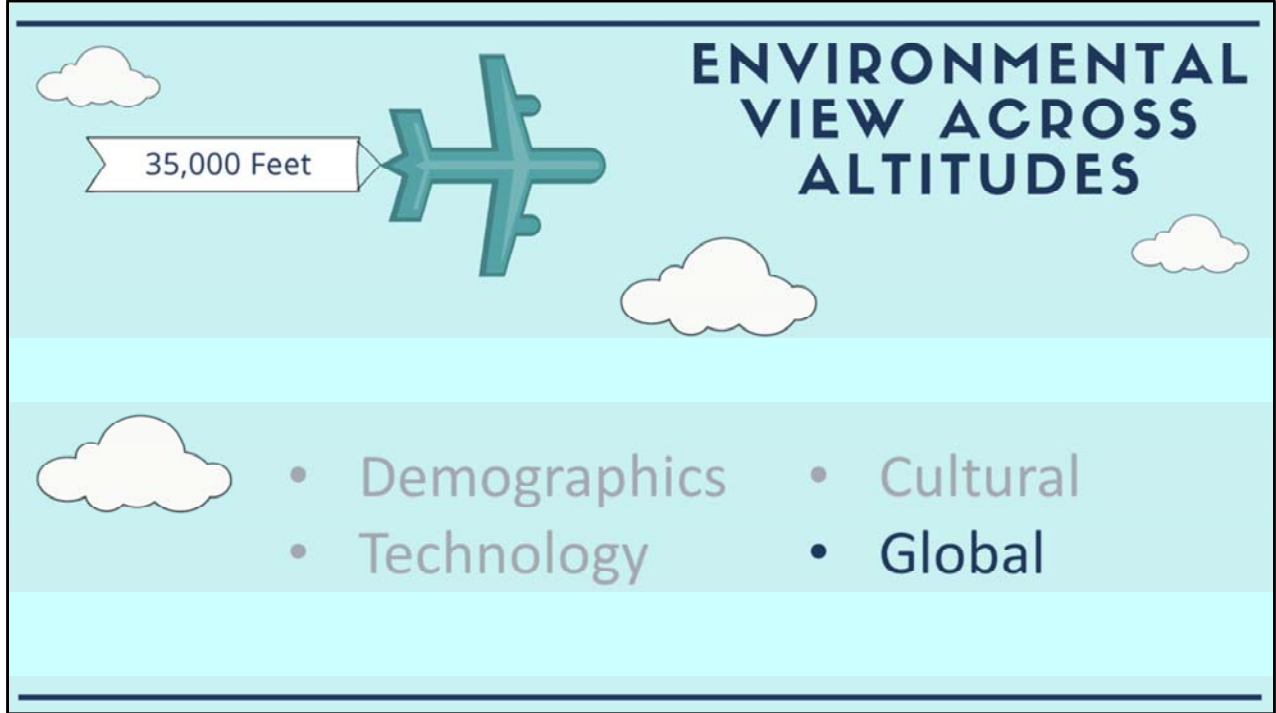 ENVIRONMENTAL
VIEW ACROSS
ALTITUDES
35,000 Feet
• Demographics
• Technology
• Cultural
• Global